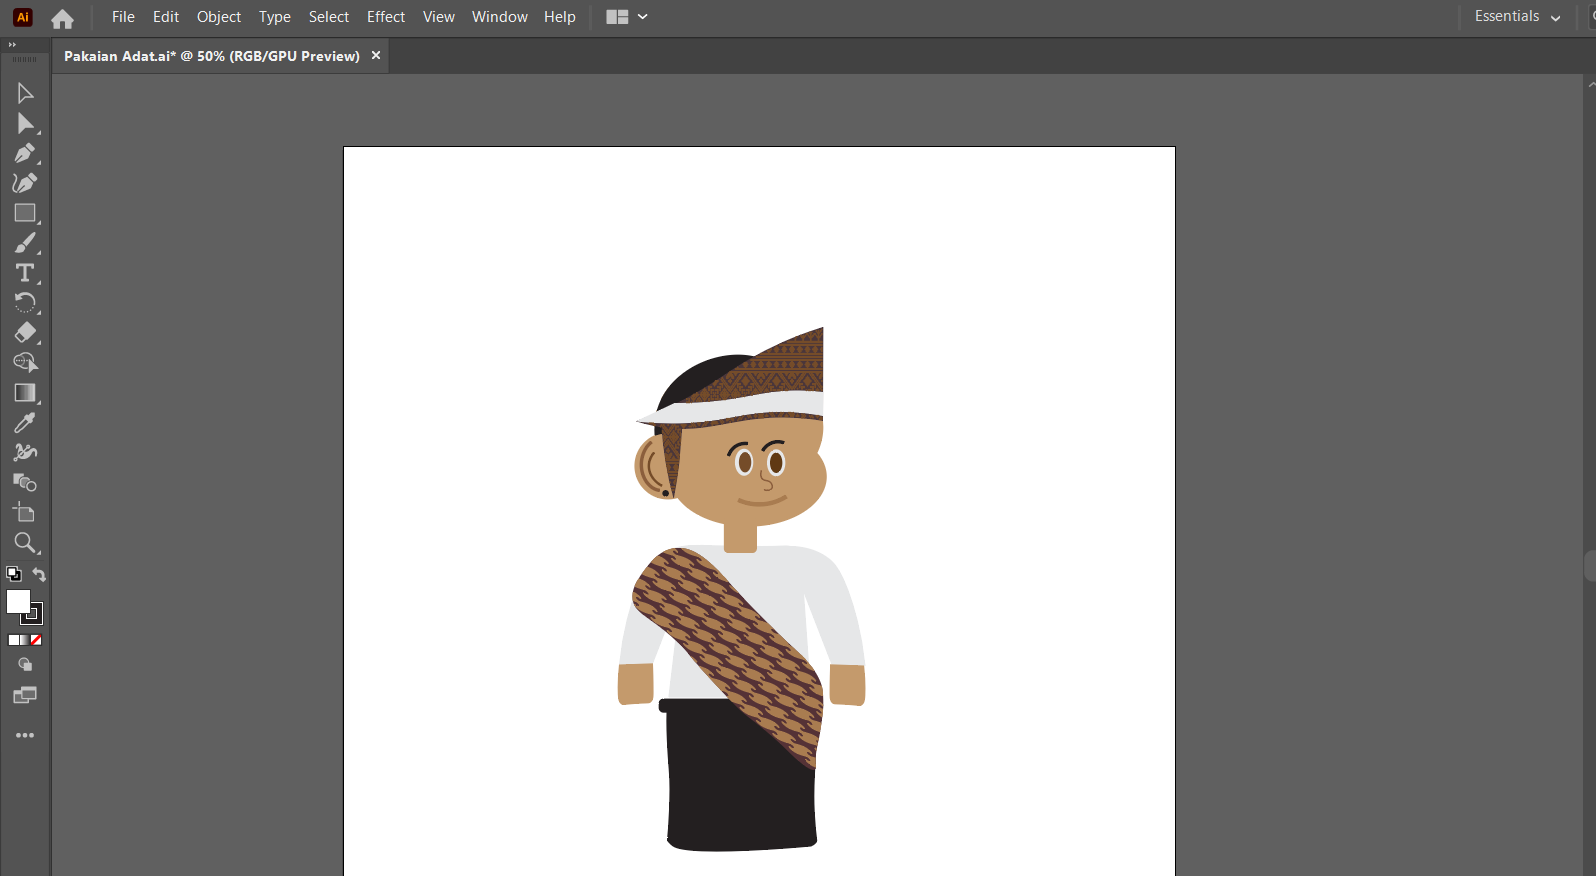 Ai File Edit Object Type Select Effect View Window Help Essentials
Pakaian Adat.ai* @ 50% (RGB/GPU Preview) ×
T